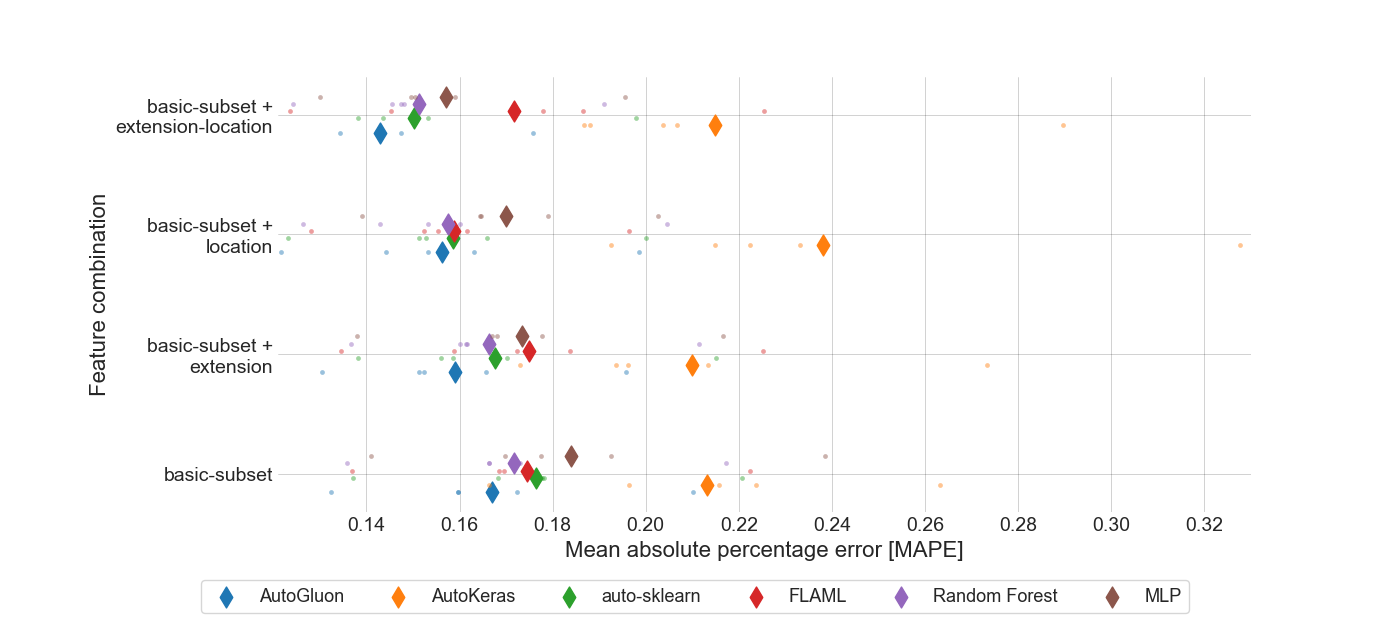 Feature combination
basic-subset +
extension-location
basic-subset +
location
basic-subset +
extension
basic-subset
0.14 0.16 0.18 0.20 0.22 0.24 0.26 0.28 0.30 0.32
Mean absolute percentage error [MAPE]
AutoGluon AutoKeras auto-sklearn FLAML Random Forest MLP